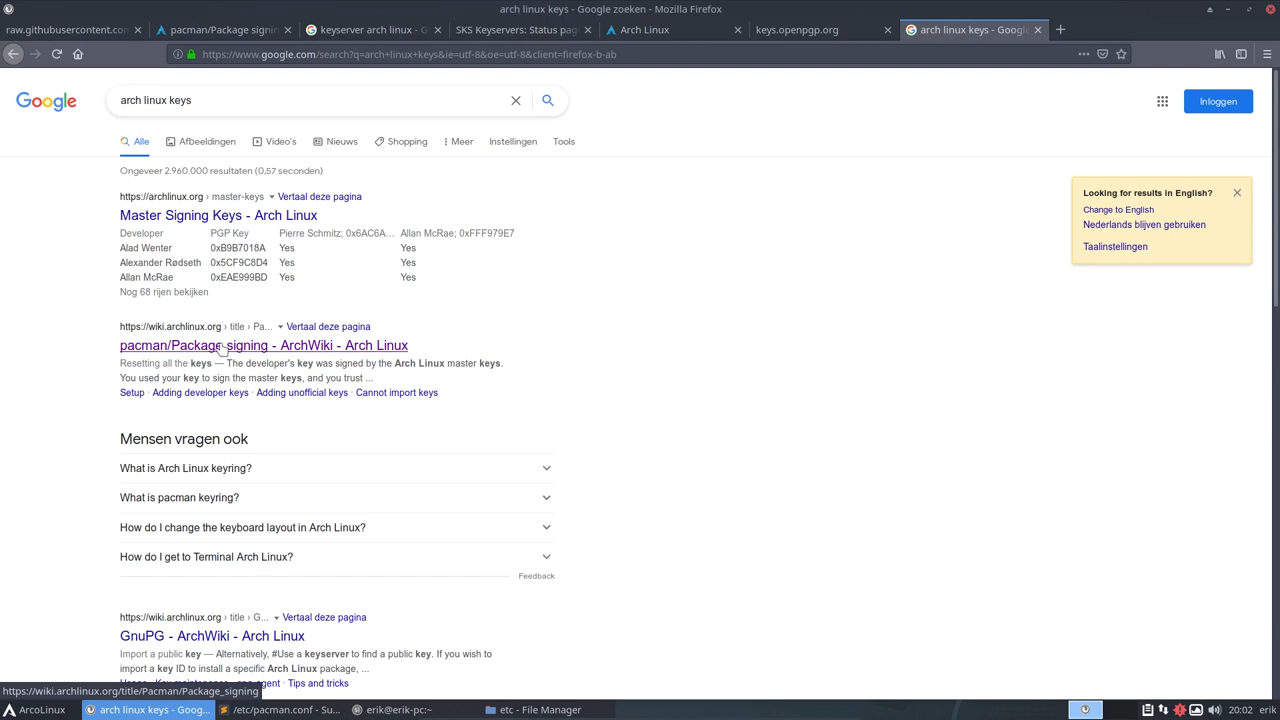 arch linux keys - Google zoeken - Mozilla Firefox
raw.githubusercontent.co
pacman/Package signin
keyserver arch linux - G
SKS Keyservers: Status pag
Arch Linux
keys.openpgp.org
arch linux keys - Google
https://www.google.com/search?q=arch+linux+keys&ie=utf-8&oe=utf-8&client=firefox-b-ab
Google
arch linux keys
Inloggen
Alle
Afbeeldingen
Video's
Nieuws
Shopping
Meer
Instellingen
Tools
Ongeveer 2.960.000 resultaten (0,57 seconden)
https://archlinux.org › master-keys Vertaal deze pagina
Master Signing Keys - Arch Linux
Developer PGP Key Pierre Schmitz; 0x6AC6A... Allan McRae; 0xFFF979E7
Alad Wenter 0xB9B7018A Yes Yes
Alexander Rødseth 0x5CF9C8D4 Yes Yes
Allan McRae 0xEAE999BD Yes Yes
Nog 68 rijen bekijken
Looking for results in English?
Change to English
Nederlands blijven gebruiken
Taalinstellingen
https://wiki.archlinux.org › title › Pa... Vertaal deze pagina
pacman/Package signing - ArchWiki - Arch Linux
Resetting all the keys — The developer's key was signed by the Arch Linux master keys.
You used your key to sign the master keys, and you trust ...
Setup · Adding developer keys · Adding unofficial keys · Cannot import keys
Mensen vragen ook
What is Arch Linux keyring?
What is pacman keyring?
How do I change the keyboard layout in Arch Linux?
How do I get to Terminal Arch Linux?
Feedback
https://wiki.archlinux.org › title › G... Vertaal deze pagina
GnuPG - ArchWiki - Arch Linux
Import a public key — Alternatively, #Use a keyserver to find a public key. If you wish to
import a key ID to install a specific Arch Linux package, ...
agent · Tips and tricks
https://wiki.archlinux.org/title/Pacman/Package_signing
ArcoLinux
arch linux keys - Goog...
/etc/pacman.conf - Su...
erik@erik-pc:~
etc - File Manager
20:02 erik